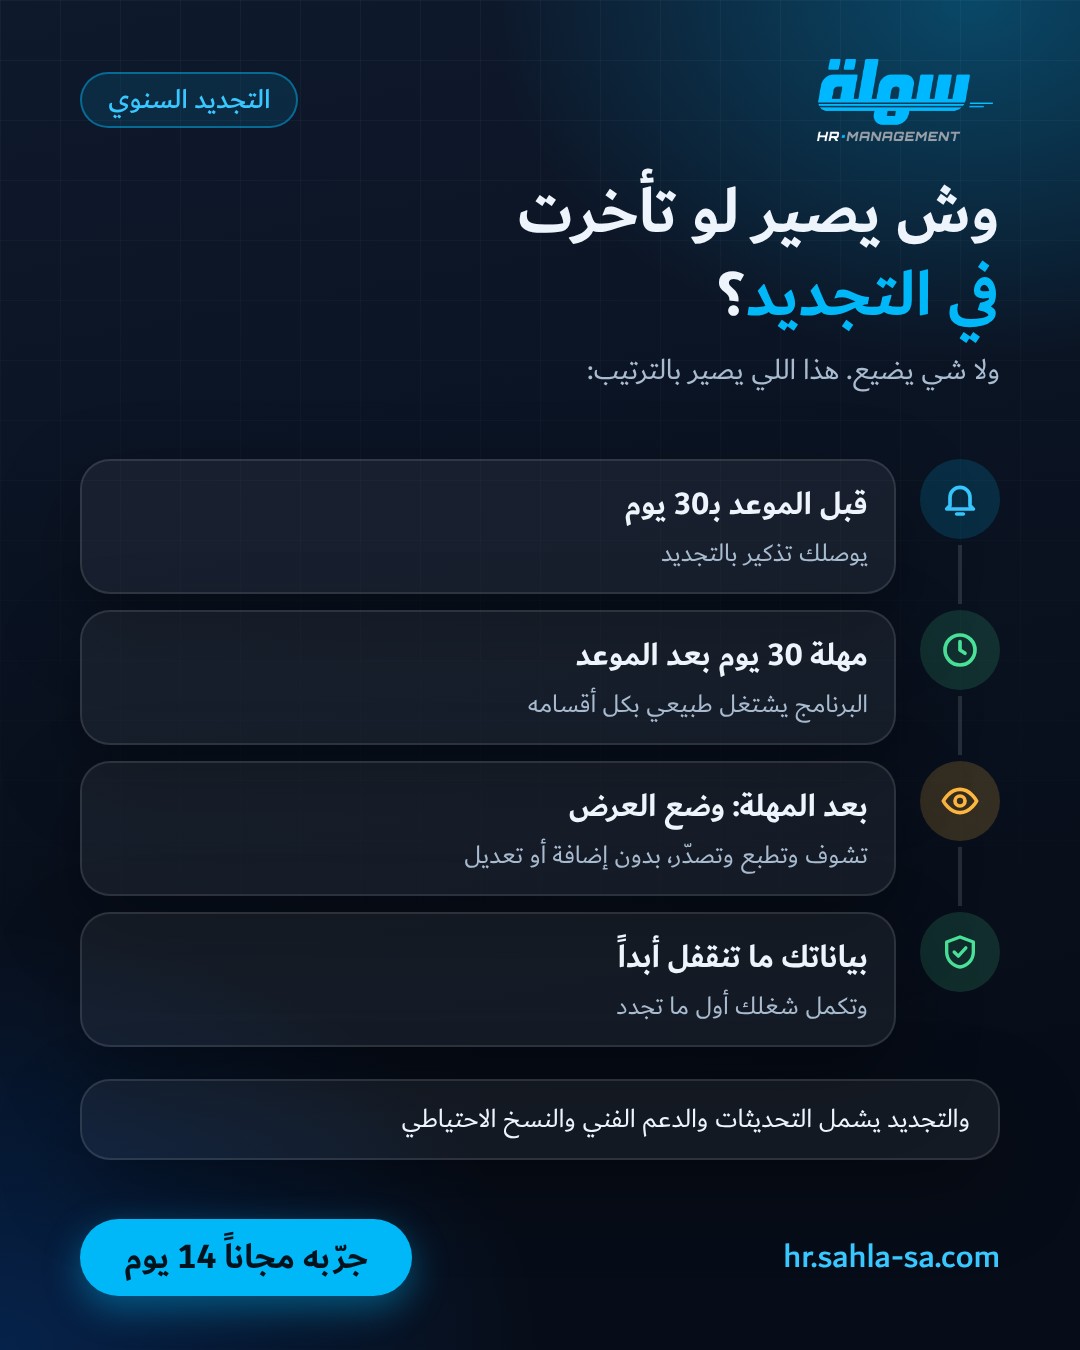 سهلة
HR·MANAGEMENT
التجديد السنوي
وش يصير لو تأخرت
في التجديد؟
ولا شي يضيع. هذا اللي يصير بالترتيب:
قبل الموعد بـ30 يوم
يوصلك تذكير بالتجديد
مهلة 30 يوم بعد الموعد
البرنامج يشتغل طبيعي بكل أقسامه
بعد المهلة: وضع العرض
تشوف وتطبع وتصدّر، بدون إضافة أو تعديل
بياناتك ما تنقفل أبداً
وتكمل شغلك أول ما تجدد
والتجديد يشمل التحديثات والدعم الفني والنسخ الاحتياطي
hr.sahla-sa.com
جرّبه مجاناً 14 يوم